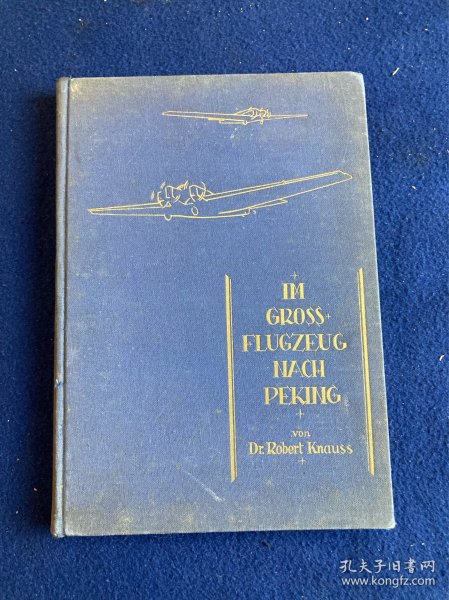 IM
GROSS-
FLUGZEUG
NACH
PEKING
von
Dr. Robert Knauss
孔夫子旧书网
www.kongfz.com